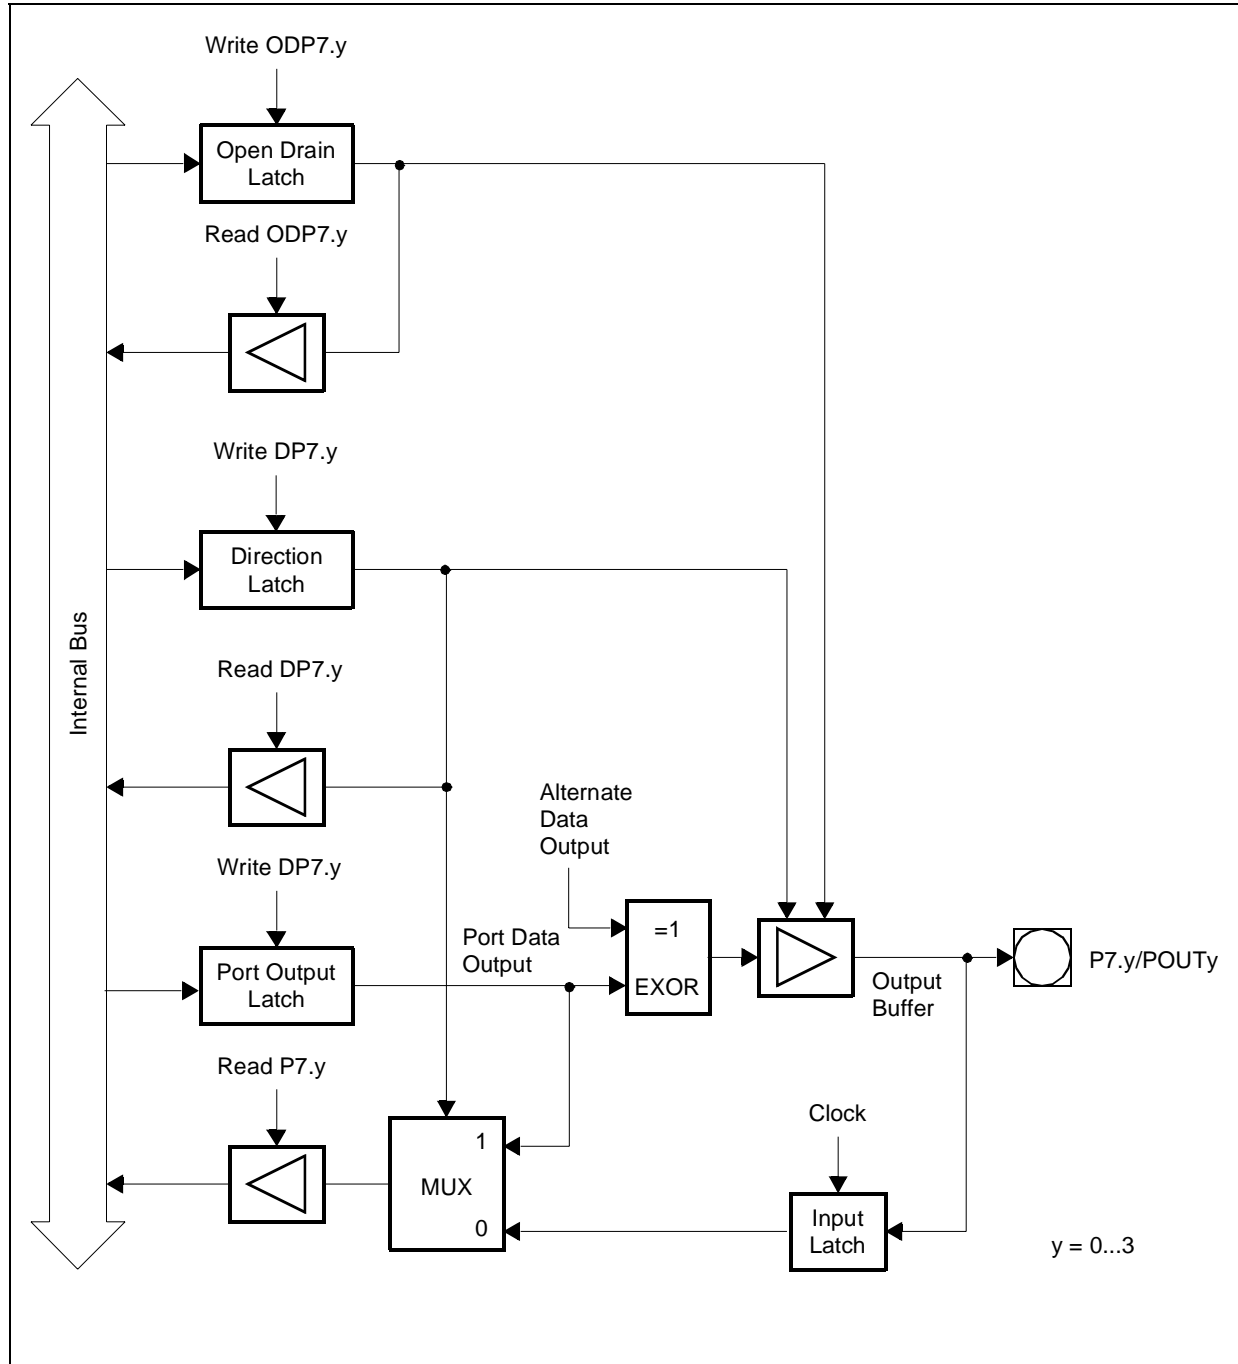 Write ODP7.y
Open Drain
Latch
Read ODP7.y
Write DP7.y
Direction
Latch
Internal Bus
Read DP7.y
Alternate
Data
Output
Write DP7.y
=1
EXOR
Port Data
Output
Port Output
Latch
P7.y/POUTy
Output
Buffer
Read P7.y
Clock
1
MUX
0
Input
Latch
y = 0...3